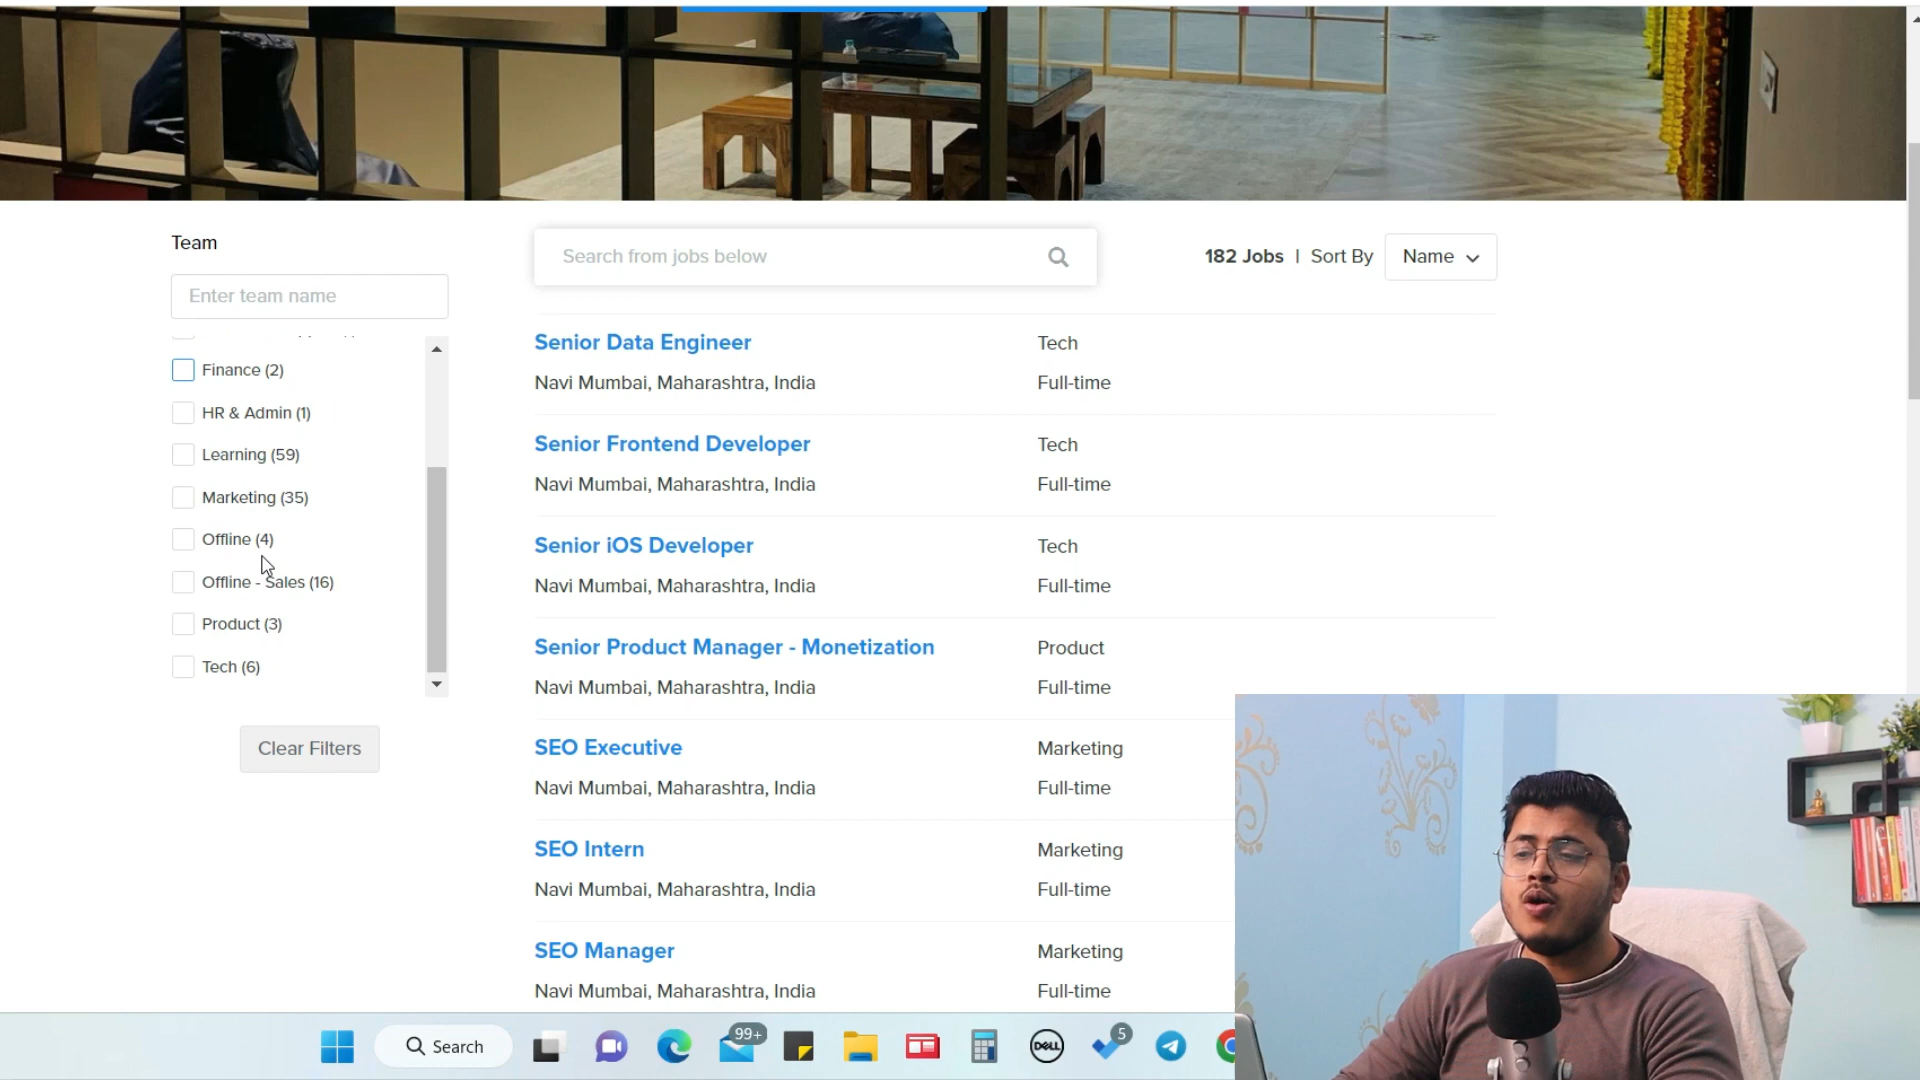 Team
Enter team name
Finance (2)
HR & Admin (1)
Learning (59)
Marketing (35)
Offline (4)
Offline - Sales (16)
Product (3)
Tech (6)
Clear Filters
Search from jobs below
182 Jobs | Sort By Name
Senior Data Engineer Tech
Navi Mumbai, Maharashtra, India Full-time
Senior Frontend Developer Tech
Navi Mumbai, Maharashtra, India Full-time
Senior iOS Developer Tech
Navi Mumbai, Maharashtra, India Full-time
Senior Product Manager - Monetization Product
Navi Mumbai, Maharashtra, India Full-time
SEO Executive Marketing
Navi Mumbai, Maharashtra, India Full-time
SEO Intern Marketing
Navi Mumbai, Maharashtra, India Full-time
SEO Manager Marketing
Navi Mumbai, Maharashtra, India Full-time
Search 99+ DELL 5